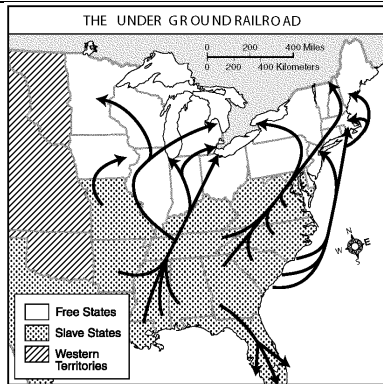 THE UNDER GROUND RAILROAD
0 200 400 Miles
0 200 400 Kilometers
N
W E
S
Free States
Slave States
Western
Territories